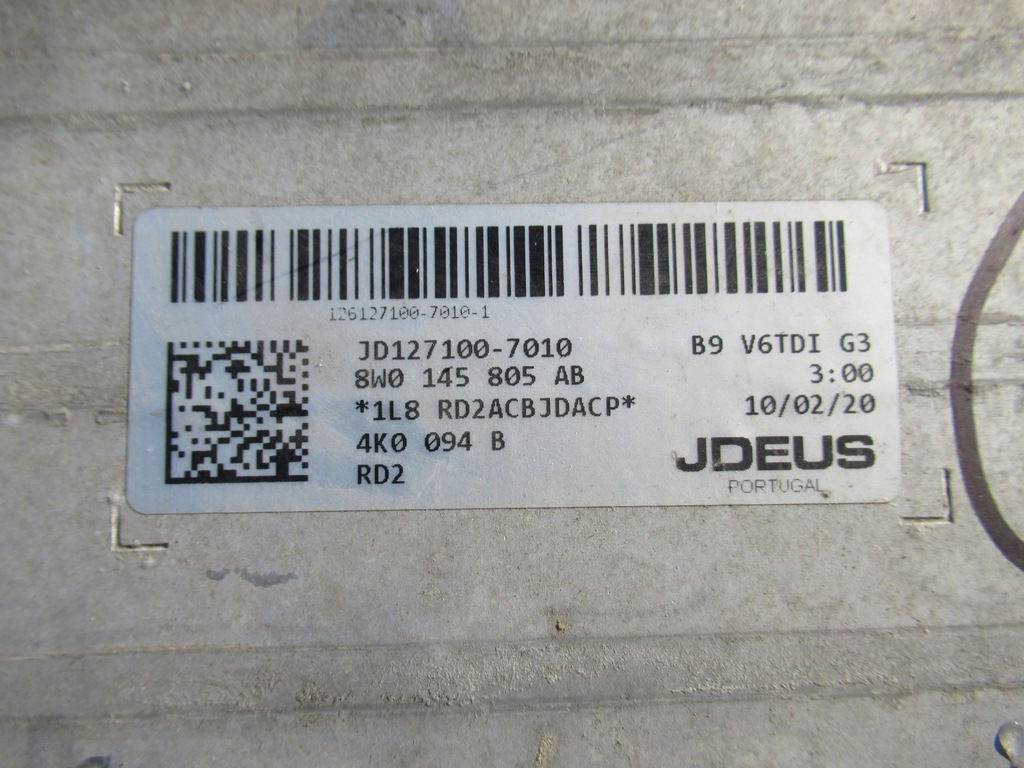 126127100-7010-1
JD127100-7010
8W0 145 805 AB
*1L8 RD2ACBJDACP*
4K0 094 B
RD2
B9 V6TDI G3
3:00
10/02/20
JDEUS
PORTUGAL